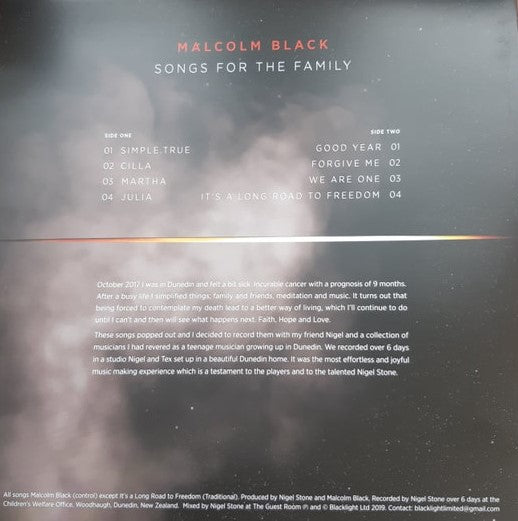 MALCOLM BLACK
SONGS FOR THE FAMILY
SIDE ONE
01 SIMPLE.TRUE
02 CILLA
03 MARTHA
04 JULIA
SIDE TWO
GOOD YEAR 01
FORGIVE ME 02
WE ARE ONE 03
IT'S A LONG ROAD TO FREEDOM 04
October 2017 I was in Dunedin and felt a bit sick. Incurable cancer with a prognosis of 9 months.
After a busy life I simplified things; family and friends, meditation and music. It turns out that
being forced to contemplate my death lead to a better way of living, which I'll continue to do
until I can't and then will see what happens next. Faith, Hope and Love.
These songs popped out and I decided to record them with my friend Nigel and a collection of
musicians I had revered as a teenage musician growing up in Dunedin. We recorded over 6 days
in a studio Nigel and Tex set up in a beautiful Dunedin home. It was the most effortless and joyful
music making experience which is a testament to the players and to the talented Nigel Stone.
All songs Malcolm Black (control) except It's a Long Road to Freedom (Traditional). Produced by Nigel Stone and Malcolm Black, Recorded by Nigel Stone over 6 days at the
Children's Welfare Office, Woodhaugh, Dunedin, New Zealand. Mixed by Nigel Stone at The Guest Room ℗ and © Blacklight Ltd 2019. Contact: blacklightlimited@gmail.com